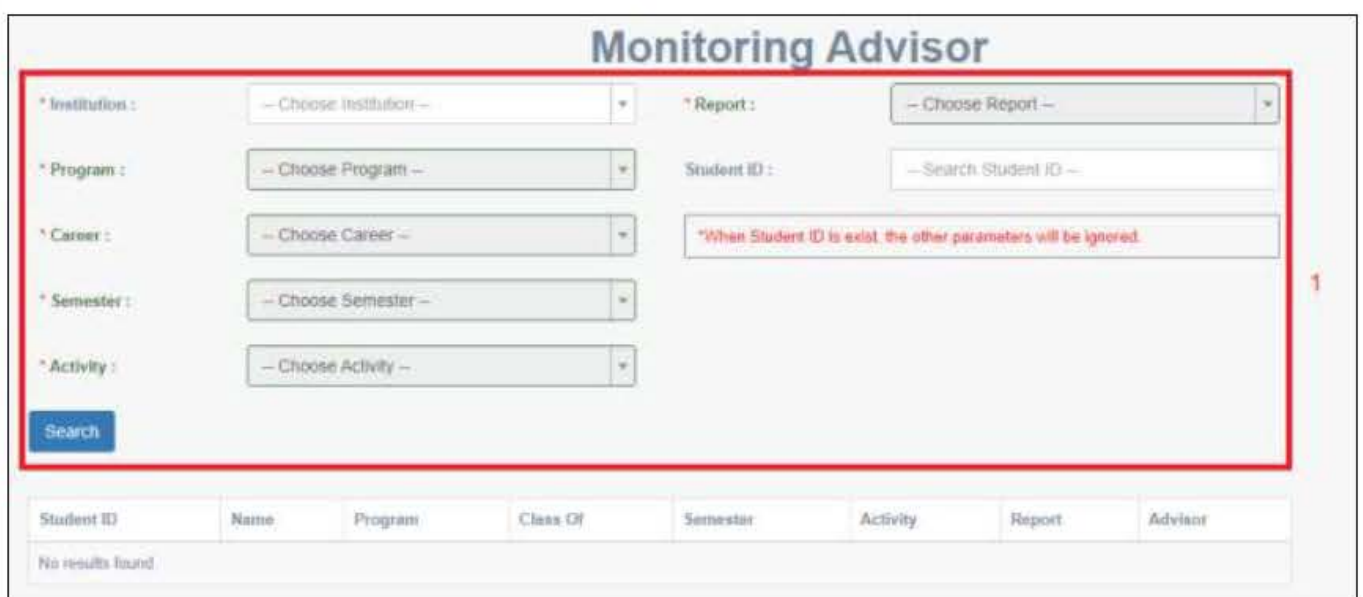 Monitoring Advisor
* Institution : -- Choose Institution -- * Report : -- Choose Report --
* Program : -- Choose Program -- Student ID : -- Search Student ID --
* Career : -- Choose Career -- *When Student ID is exist, the other parameters will be ignored.
* Semester : -- Choose Semester --
1
* Activity : -- Choose Activity --
Search
Student ID Name Program Class Of Semester Activity Report Advisor
No results found